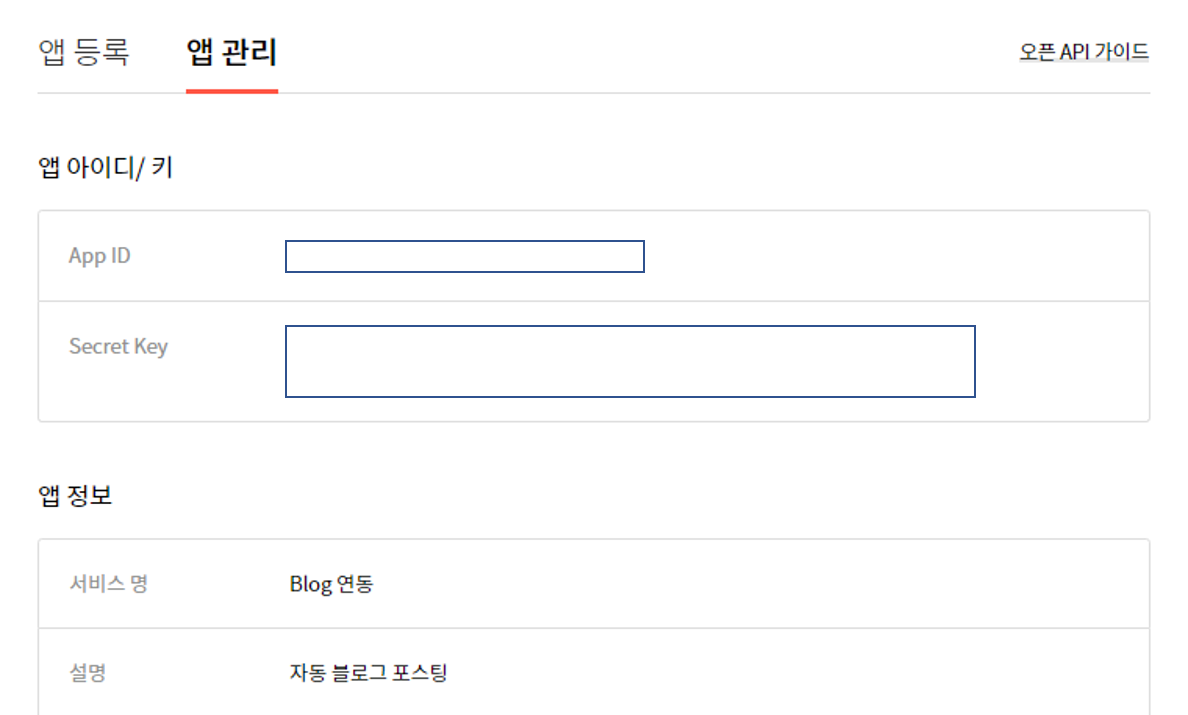 앱 등록 앱 관리 오픈 API 가이드
앱 아이디/ 키
App ID
Secret Key
앱 정보
서비스 명 Blog 연동
설명 자동 블로그 포스팅